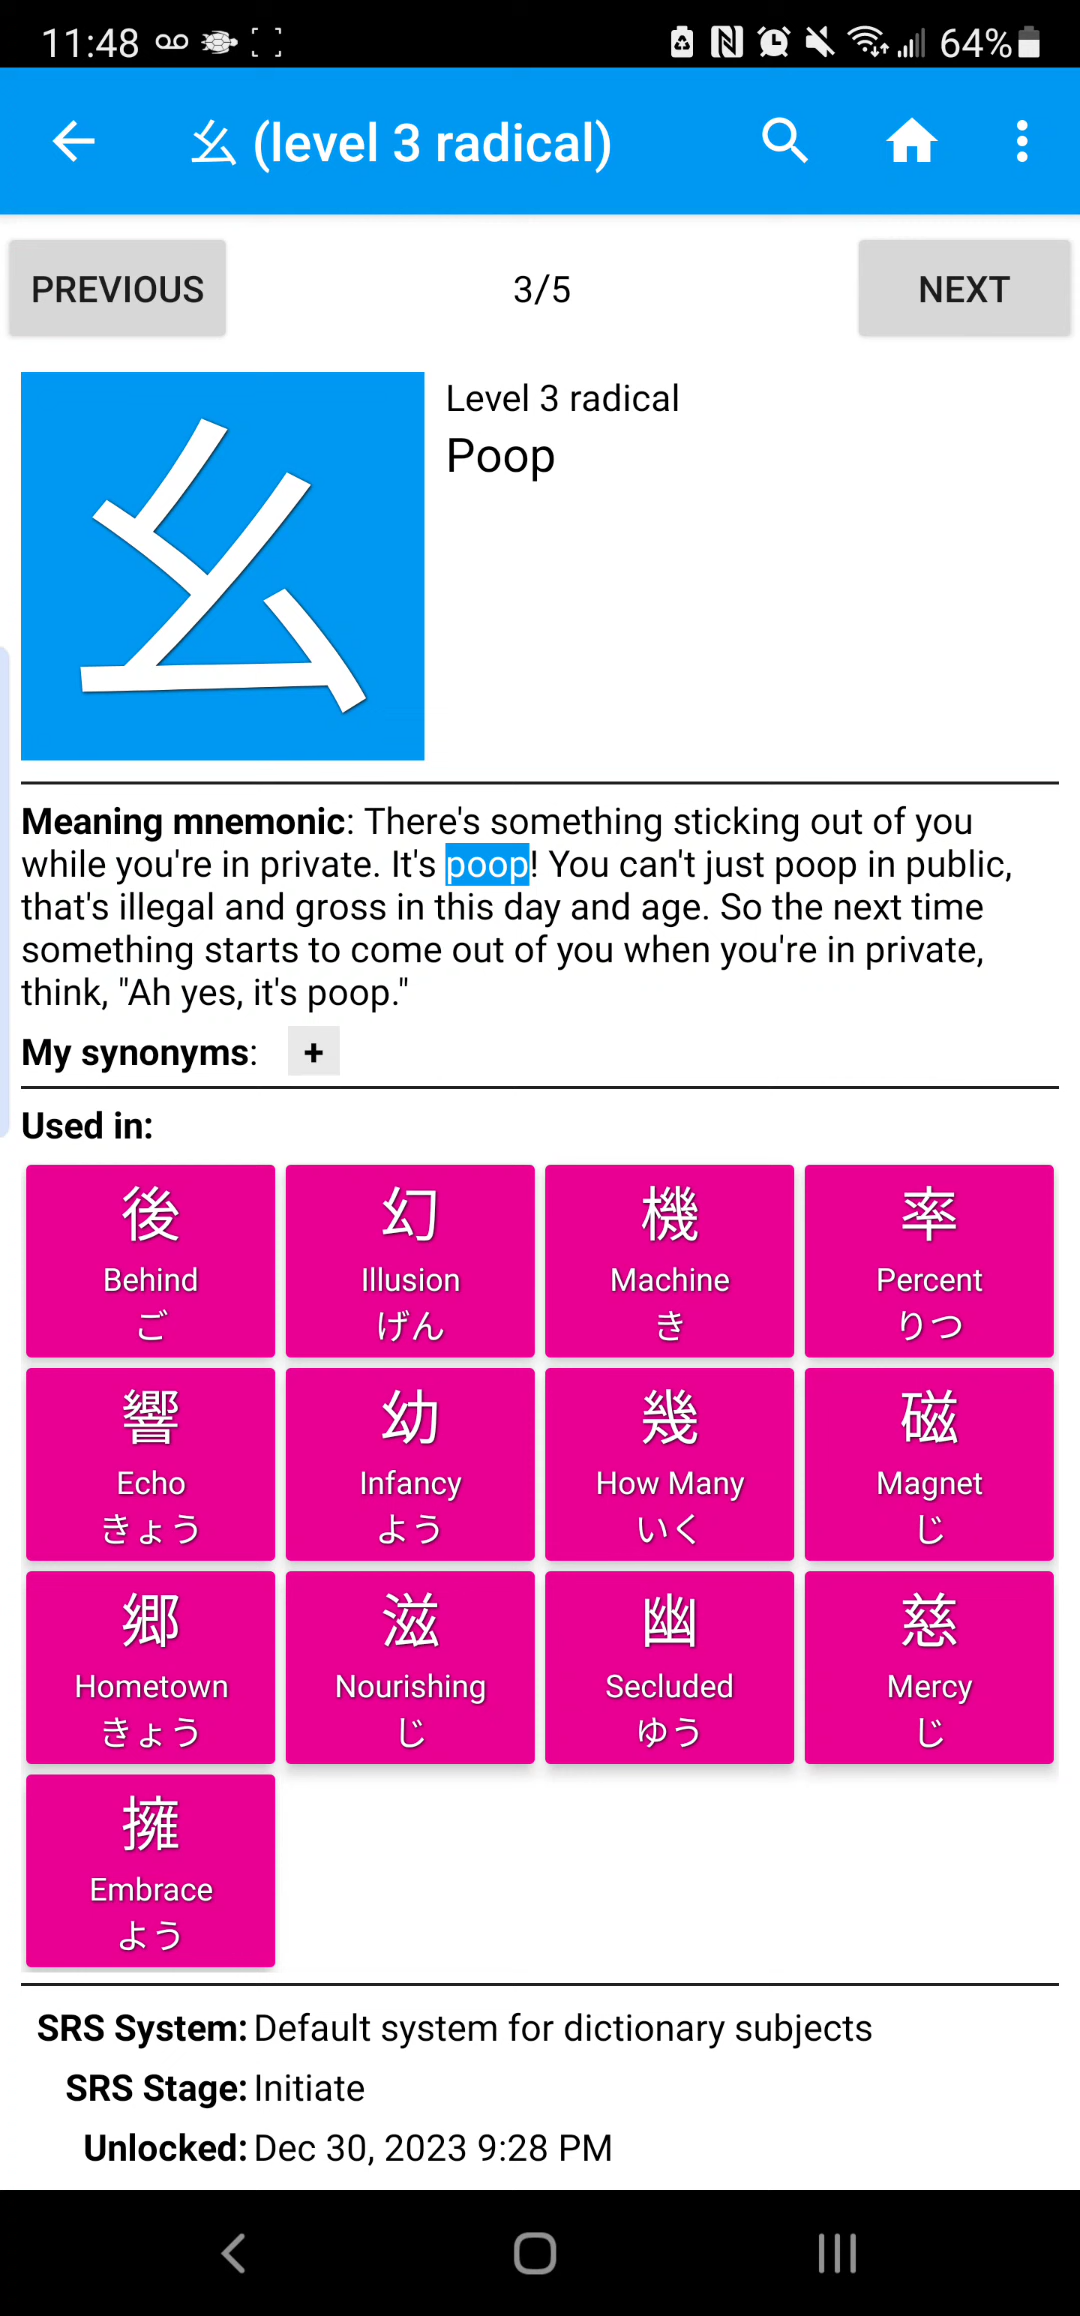 11:48 64%
幺 (level 3 radical)
PREVIOUS 3/5 NEXT
幺
Level 3 radical
Poop
Meaning mnemonic: There's something sticking out of you
while you're in private. It's poop! You can't just poop in public,
that's illegal and gross in this day and age. So the next time
something starts to come out of you when you're in private,
think, "Ah yes, it's poop."
My synonyms: +
Used in:
後 幻 機 率
Behind Illusion Machine Percent
ご げん き りつ
響 幼 幾 磁
Echo Infancy How Many Magnet
きょう よう いく じ
郷 滋 幽 慈
Hometown Nourishing Secluded Mercy
きょう じ ゆう じ
擁
Embrace
よう
SRS System: Default system for dictionary subjects
SRS Stage: Initiate
Unlocked: Dec 30, 2023 9:28 PM